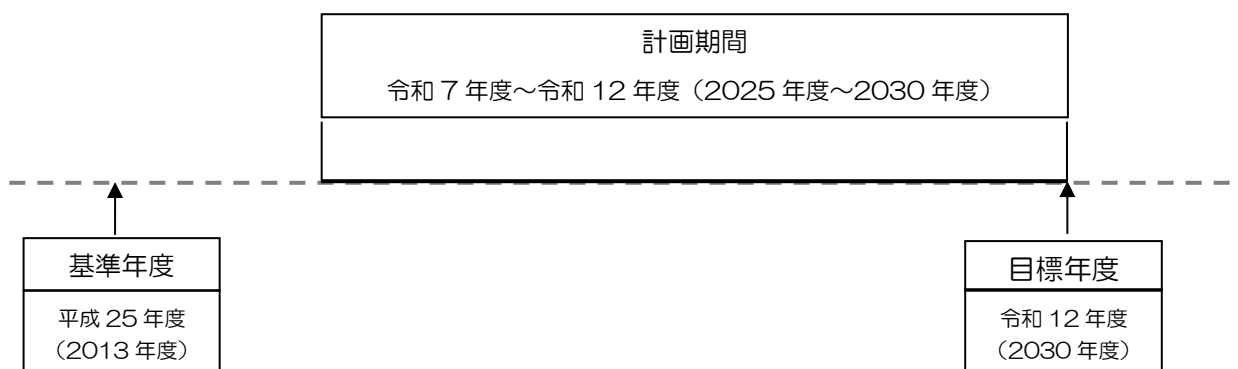 計画期間
令和 7 年度～令和 12 年度（2025 年度～2030 年度）
基準年度
平成 25 年度
（2013 年度）
目標年度
令和 12 年度
（2030 年度）